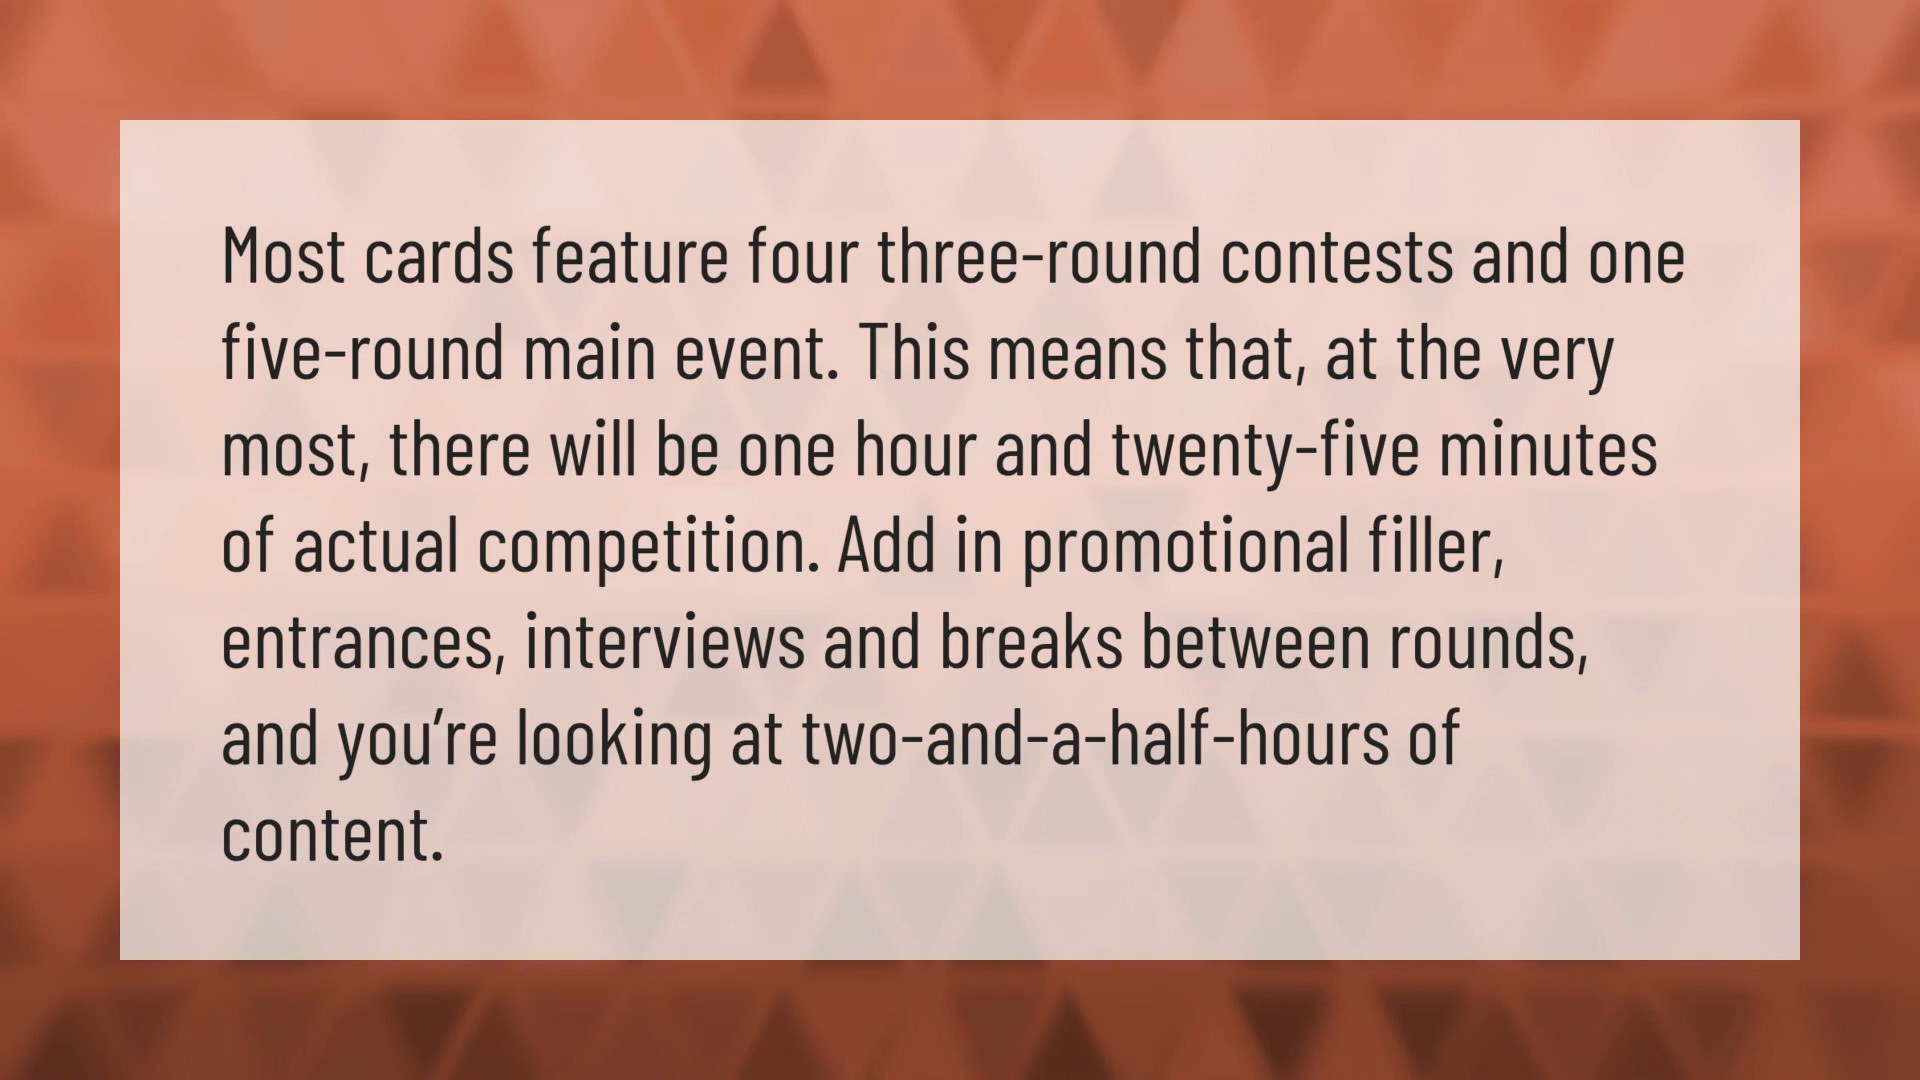 Most cards feature four three-round contests and one
five-round main event. This means that, at the very
most, there will be one hour and twenty-five minutes
of actual competition. Add in promotional filler,
entrances, interviews and breaks between rounds,
and you’re looking at two-and-a-half-hours of
content.